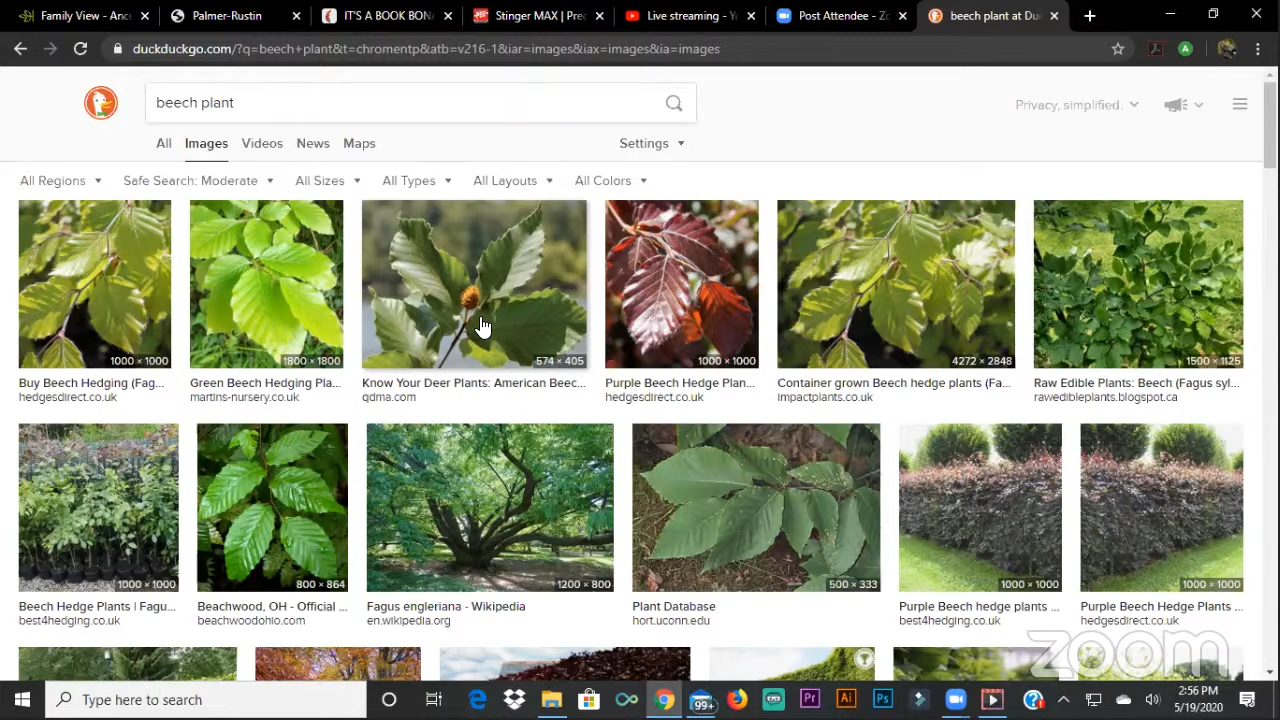 Family View - Anc
Palmer-Rustin
IT'S A BOOK BON
Stinger MAX | Pre
Live streaming - Y
Post Attendee - Zo
beech plant at Du
duckduckgo.com/?q=beech+plant&t=chromentp&atb=v216-1&iar=images&iax=images&ia=images
beech plant
Privacy, simplified.
All Images Videos News Maps Settings
All Regions Safe Search: Moderate All Sizes All Types All Layouts All Colors
1000 × 1000
1800 × 1800
574 × 405
1000 × 1000
4272 × 2848
1500 × 1125
Buy Beech Hedging (Fag...
Green Beech Hedging Pla...
Know Your Deer Plants: American Beec...
Purple Beech Hedge Plan...
Container grown Beech hedge plants (Fa...
Raw Edible Plants: Beech (Fagus syl...
hedgesdirect.co.uk
martins-nursery.co.uk
qdma.com
hedgesdirect.co.uk
impactplants.co.uk
rawedibleplants.blogspot.ca
1000 × 1000
800 × 864
1200 × 800
500 × 333
1000 × 1000
1000 × 1000
Beech Hedge Plants | Fagu...
Beachwood, OH - Official ...
Fagus engleriana - Wikipedia
Plant Database
Purple Beech hedge plants ...
Purple Beech Hedge Plants ...
best4hedging.co.uk
beachwoodohio.com
en.wikipedia.org
hort.uconn.edu
best4hedging.co.uk
best4hedging.co.uk
zoom
Type here to search
99+
Pr
Ai
Ps
2:56 PM
5/19/2020